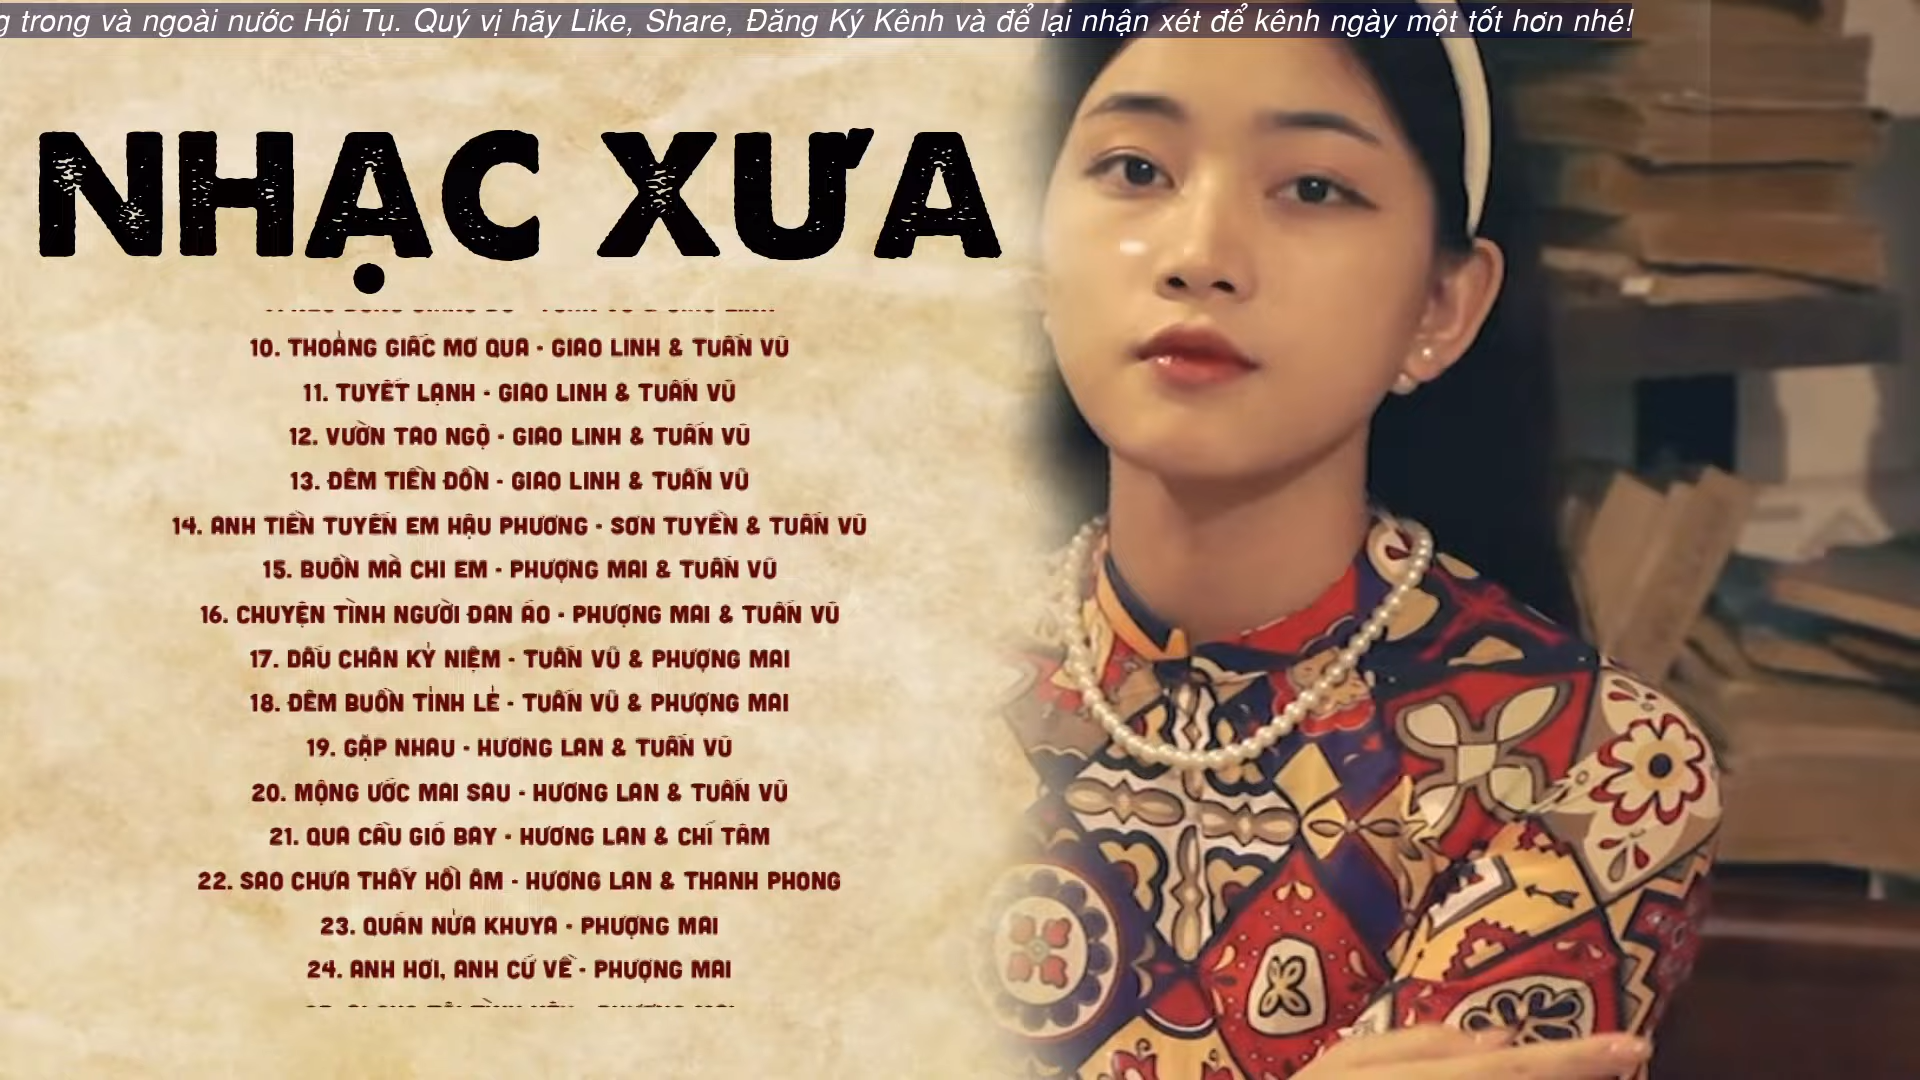 g trong và ngoài nước Hội Tụ. Quý vị hãy Like, Share, Đăng Ký Kênh và để lại nhận xét để kênh ngày một tốt hơn nhé!
NHẠC XƯA
10. THOÁNG GIẤC MƠ QUA - GIAO LINH & TUẤN VŨ
11. TUYẾT LẠNH - GIAO LINH & TUẤN VŨ
12. VƯỜN TAO NGỘ - GIAO LINH & TUẤN VŨ
13. ĐÊM TIỀN ĐỒN - GIAO LINH & TUẤN VŨ
14. ANH TIỀN TUYẾN EM HẬU PHƯƠNG - SƠN TUYỀN & TUẤN VŨ
15. BUỒN MÀ CHI EM - PHƯỢNG MAI & TUẤN VŨ
16. CHUYỆN TÌNH NGƯỜI ĐAN ÁO - PHƯỢNG MAI & TUẤN VŨ
17. DẤU CHÂN KỶ NIỆM - TUẤN VŨ & PHƯỢNG MAI
18. ĐÊM BUỒN TỈNH LẺ - TUẤN VŨ & PHƯỢNG MAI
19. GẶP NHAU - HƯƠNG LAN & TUẤN VŨ
20. MỘNG ƯỚC MAI SAU - HƯƠNG LAN & TUẤN VŨ
21. QUA CẦU GIÓ BAY - HƯƠNG LAN & CHÍ TÂM
22. SAO CHƯA THẤY HỒI ÂM - HƯƠNG LAN & THANH PHONG
23. QUÁN NỬA KHUYA - PHƯỢNG MAI
24. ANH HƠI, ANH CỨ VỀ - PHƯỢNG MAI